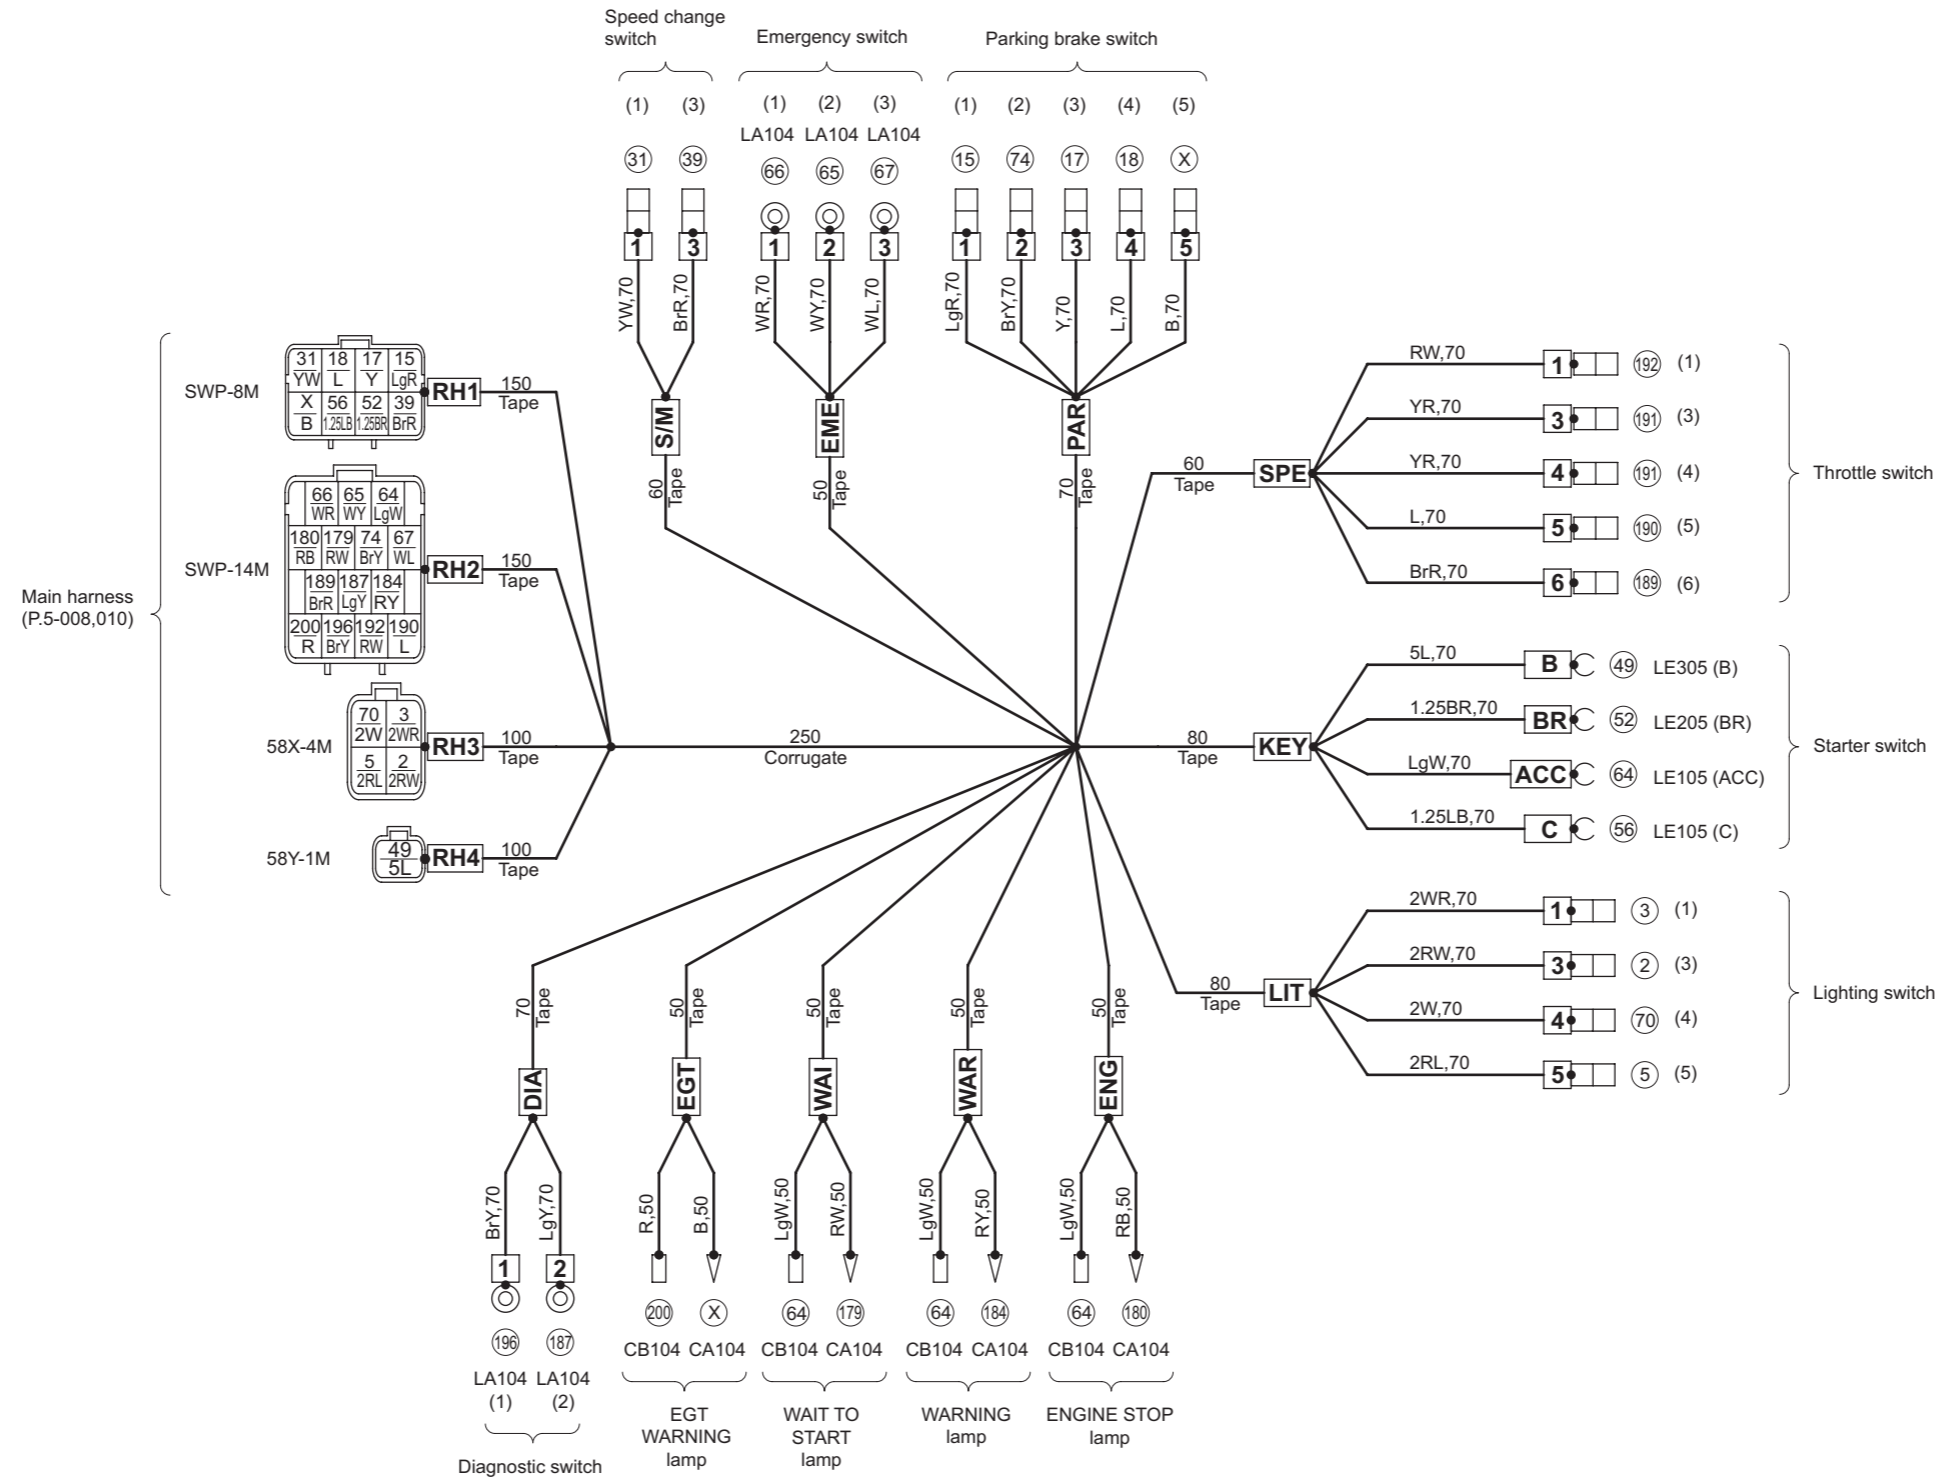 Speed change
switch
Emergency switch
Parking brake switch
(1) (3)
(1) (2) (3)
(1) (2) (3) (4) (5)
LA104 LA104 LA104
31 39
66 65 67
15 74 17 18 X
1 3
1 2 3
1 2 3 4 5
YW,70 BrR,70
WR,70 WY,70 WL,70
LgR,70 BrY,70 Y,70 L,70 B,70
S/M
60
Tape
EME
50
Tape
PAR
70
Tape
Main harness
(P.5-008,010)
SWP-8M
31 18 17 15
YW L Y LgR
X 56 52 39
B 1.25LB 1.25BR BrR
RH1
150
Tape
SWP-14M
66 65 64
WR WY LgW
180 179 74 67
RB RW BrY WL
189 187 184
BrR LgY RY
200 196 192 190
R BrY RW L
RH2
150
Tape
58X-4M
70 3
2W 2WR
5 2
2RL 2RW
RH3
100
Tape
58Y-1M
49
5L
RH4
100
Tape
250
Corrugate
60
Tape
SPE
RW,70 1 192 (1)
YR,70 3 191 (3)
YR,70 4 191 (4)
L,70 5 190 (5)
BrR,70 6 189 (6)
Throttle switch
80
Tape
KEY
5L,70 B 49 LE305 (B)
1.25BR,70 BR 52 LE205 (BR)
LgW,70 ACC 64 LE105 (ACC)
1.25LB,70 C 56 LE105 (C)
Starter switch
80
Tape
LIT
2WR,70 1 3 (1)
2RW,70 3 2 (3)
2W,70 4 70 (4)
2RL,70 5 5 (5)
Lighting switch
70
Tape
DIA
BrY,70 LgY,70
1 2
196 187
LA104 LA104
(1) (2)
Diagnostic switch
50
Tape
EGT
R,50 B,50
200 X
CB104 CA104
EGT
WARNING
lamp
50
Tape
WAI
LgW,50 RW,50
64 179
CB104 CA104
WAIT TO
START
lamp
50
Tape
WAR
LgW,50 RY,50
64 184
CB104 CA104
WARNING
lamp
50
Tape
ENG
LgW,50 RB,50
64 180
CB104 CA104
ENGINE STOP
lamp